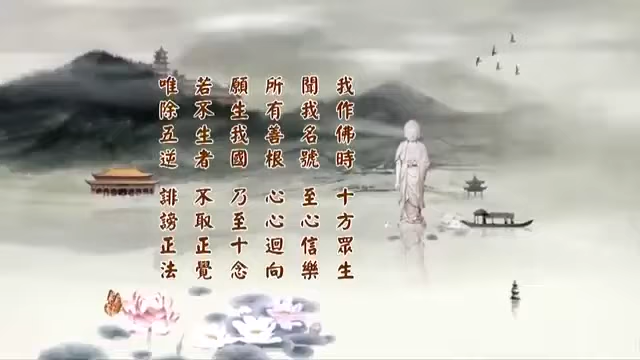 我作佛時 十方眾生
聞我名號 至心信樂
所有善根 心心迴向
願生我國 乃至十念
若不生者 不取正覺
唯除五逆 誹謗正法